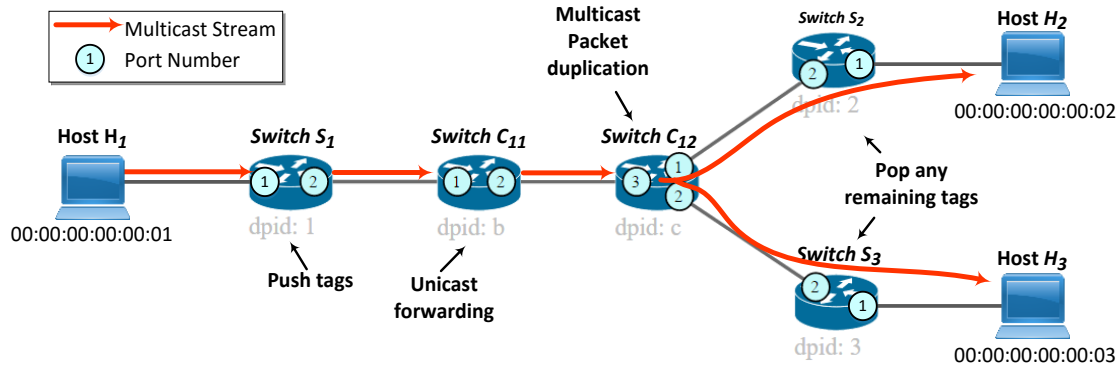 Multicast Stream
1 Port Number
Multicast
Packet
duplication
Switch S2
Host H2
1
2
dpid: 2
00:00:00:00:00:02
Host H1
Switch S1
Switch C11
Switch C12
1
2
1
2
3
1
2
00:00:00:00:00:01
dpid: 1
dpid: b
dpid: c
Pop any
remaining tags
Push tags
Unicast
forwarding
Switch S3
Host H3
2
1
dpid: 3
00:00:00:00:00:03